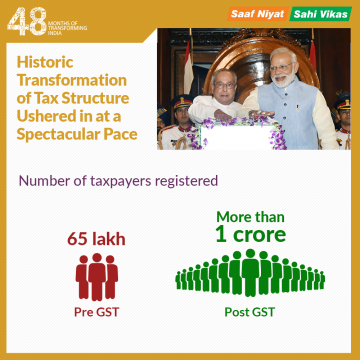 48 MONTHS OF
TRANSFORMING
INDIA
Saaf Niyat Sahi Vikas
Historic
Transformation
of Tax Structure
Ushered in at a
Spectacular Pace
Number of taxpayers registered
65 lakh
Pre GST
More than
1 crore
Post GST